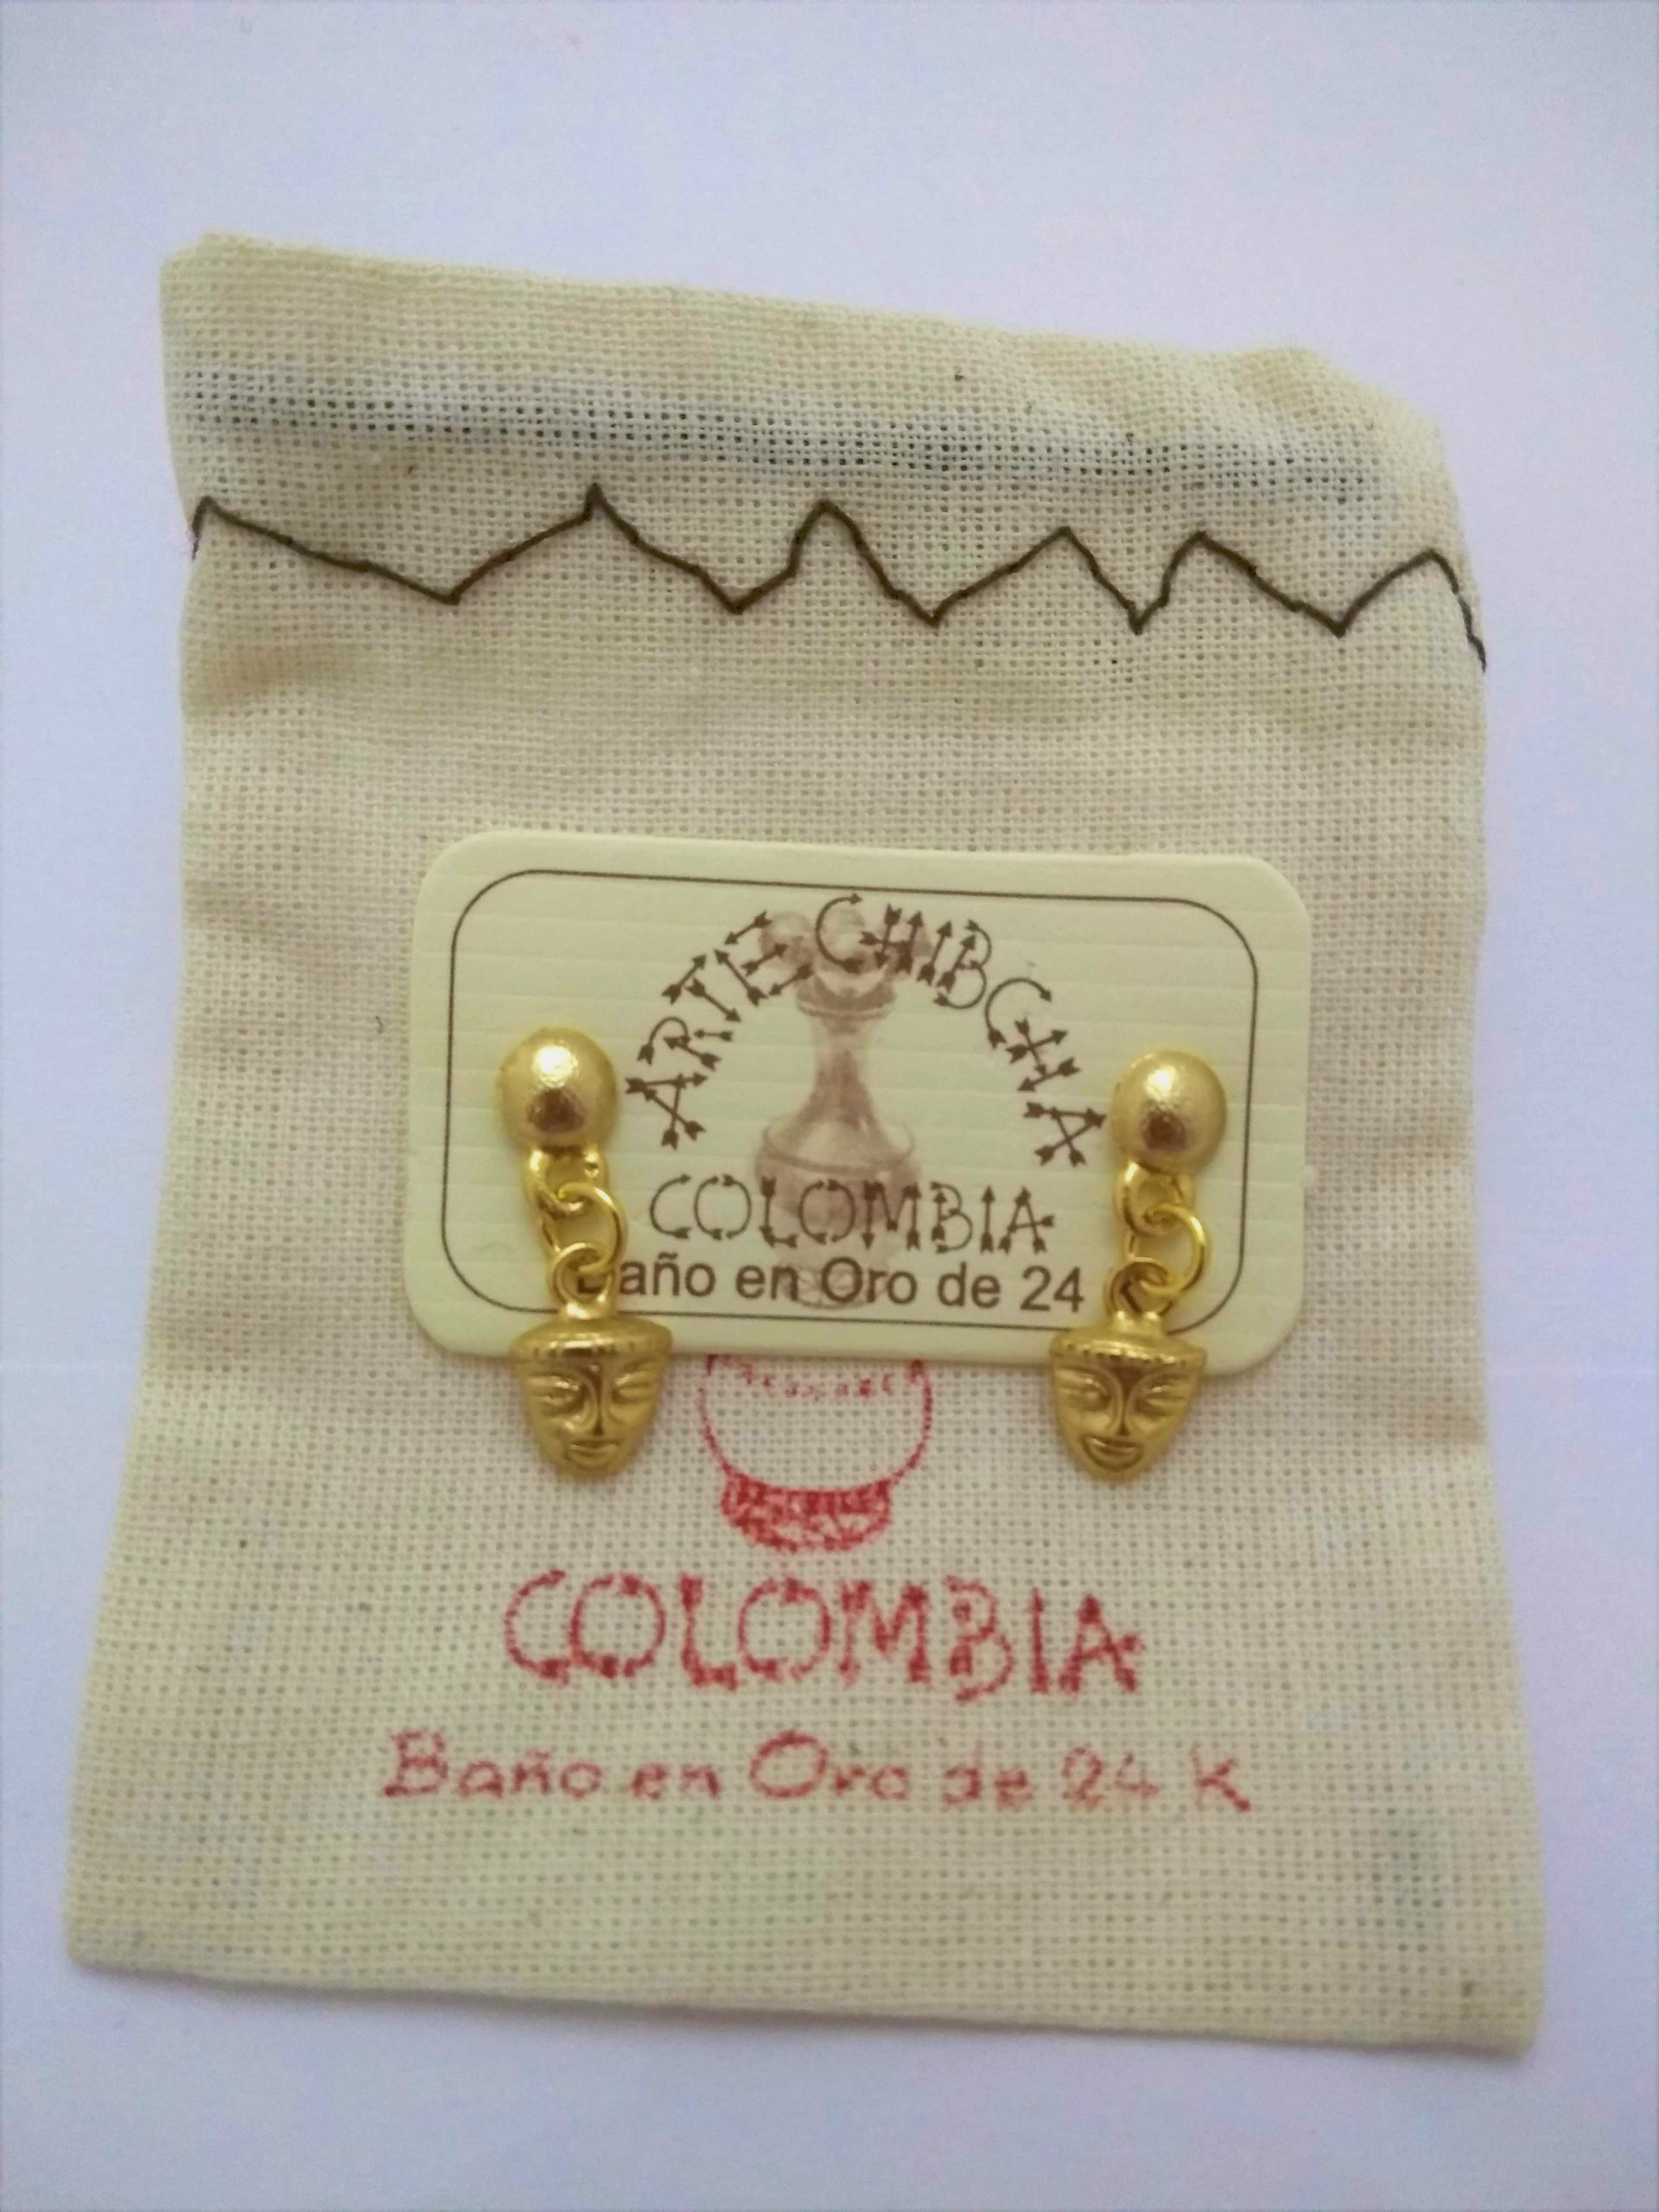 ARTE CHIBCHA
COLOMBIA
Baño en Oro de 24
COLOMBIA
Baño en Oro de 24 K